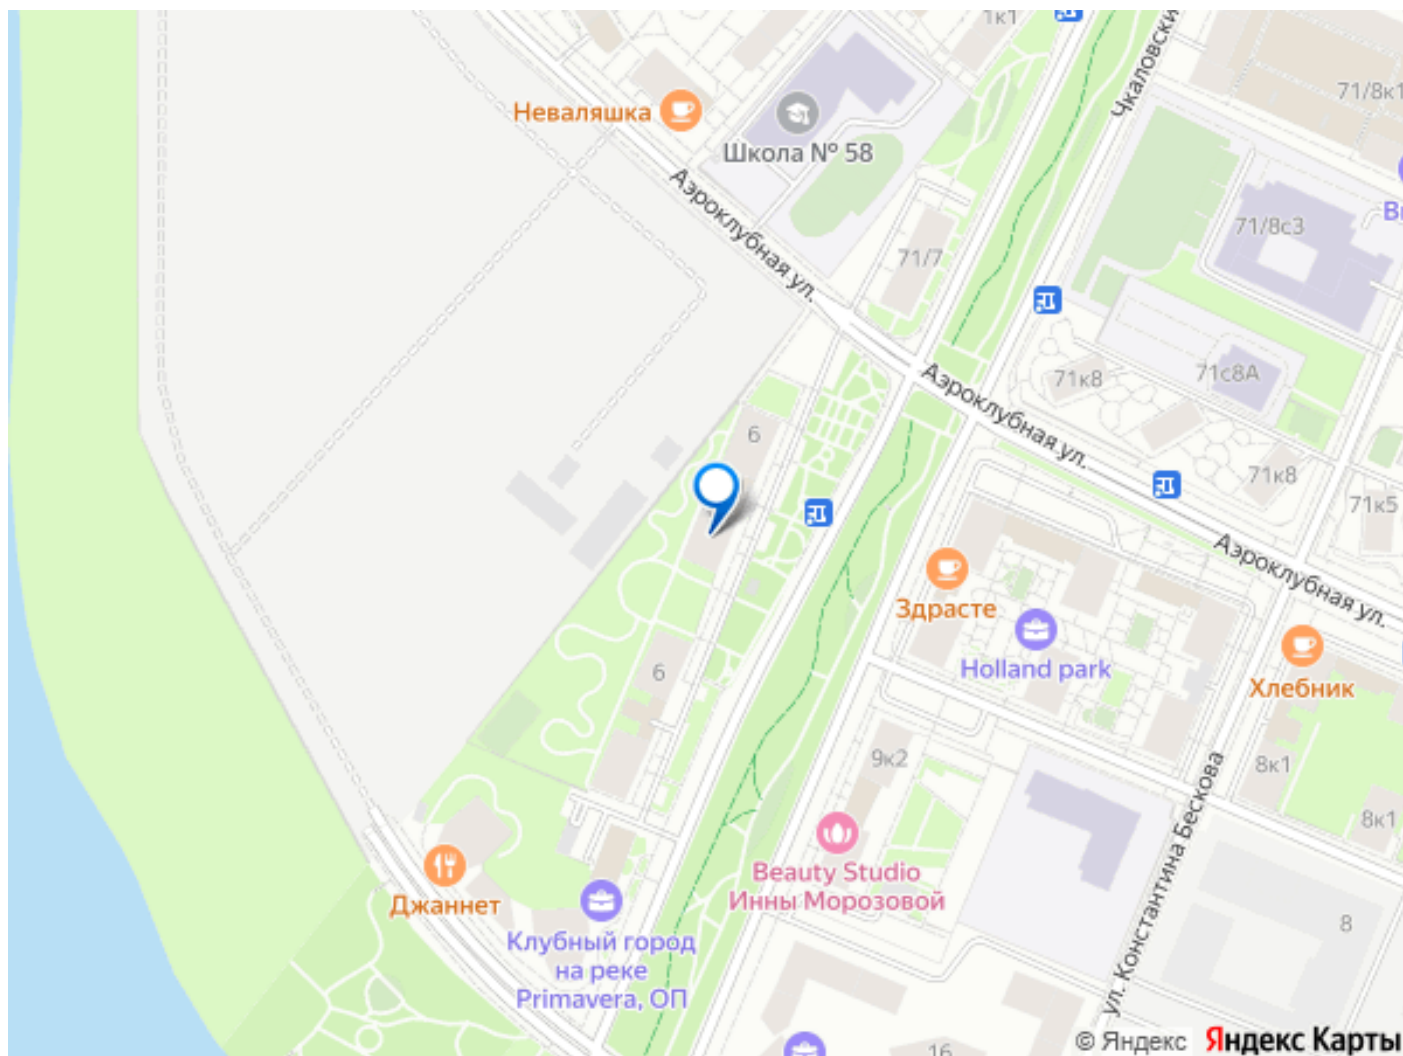 1к1
Чкаловски
71/8к1
Неваляшка
Школа № 58
Аэроклубная ул.
71/8с3
71/7
Аэроклубная ул.
71к8
71с8А
6
71к8
71к5
Аэроклубная ул.
Здрасте
Holland park
Хлебник
6
9к2
8к1
8к1
ул. Константина Бескова
Beauty Studio
Инны Морозовой
Джаннет
Клубный город
на реке
Primavera, ОП
8
16
© Яндекс Яндекс Карты